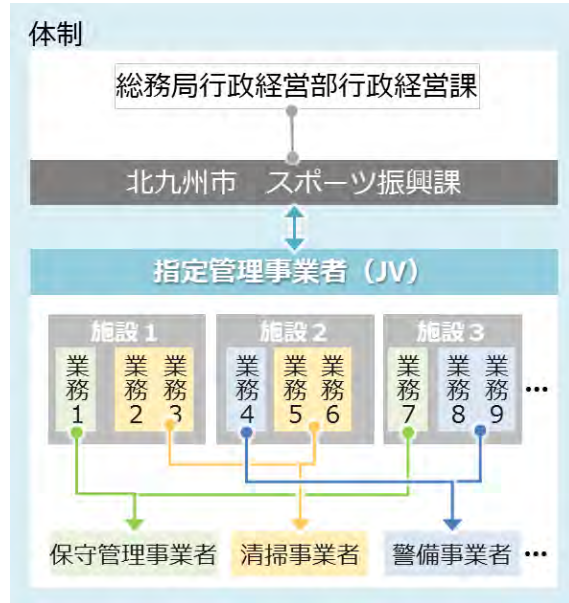 体制
総務局行政経営部行政経営課
北九州市　スポーツ振興課
指定管理事業者（JV）
施設１ 施設２ 施設３
業務1 業務2 業務3 業務4 業務5 業務6 業務7 業務8 業務9 …
保守管理事業者 清掃事業者 警備事業者 …